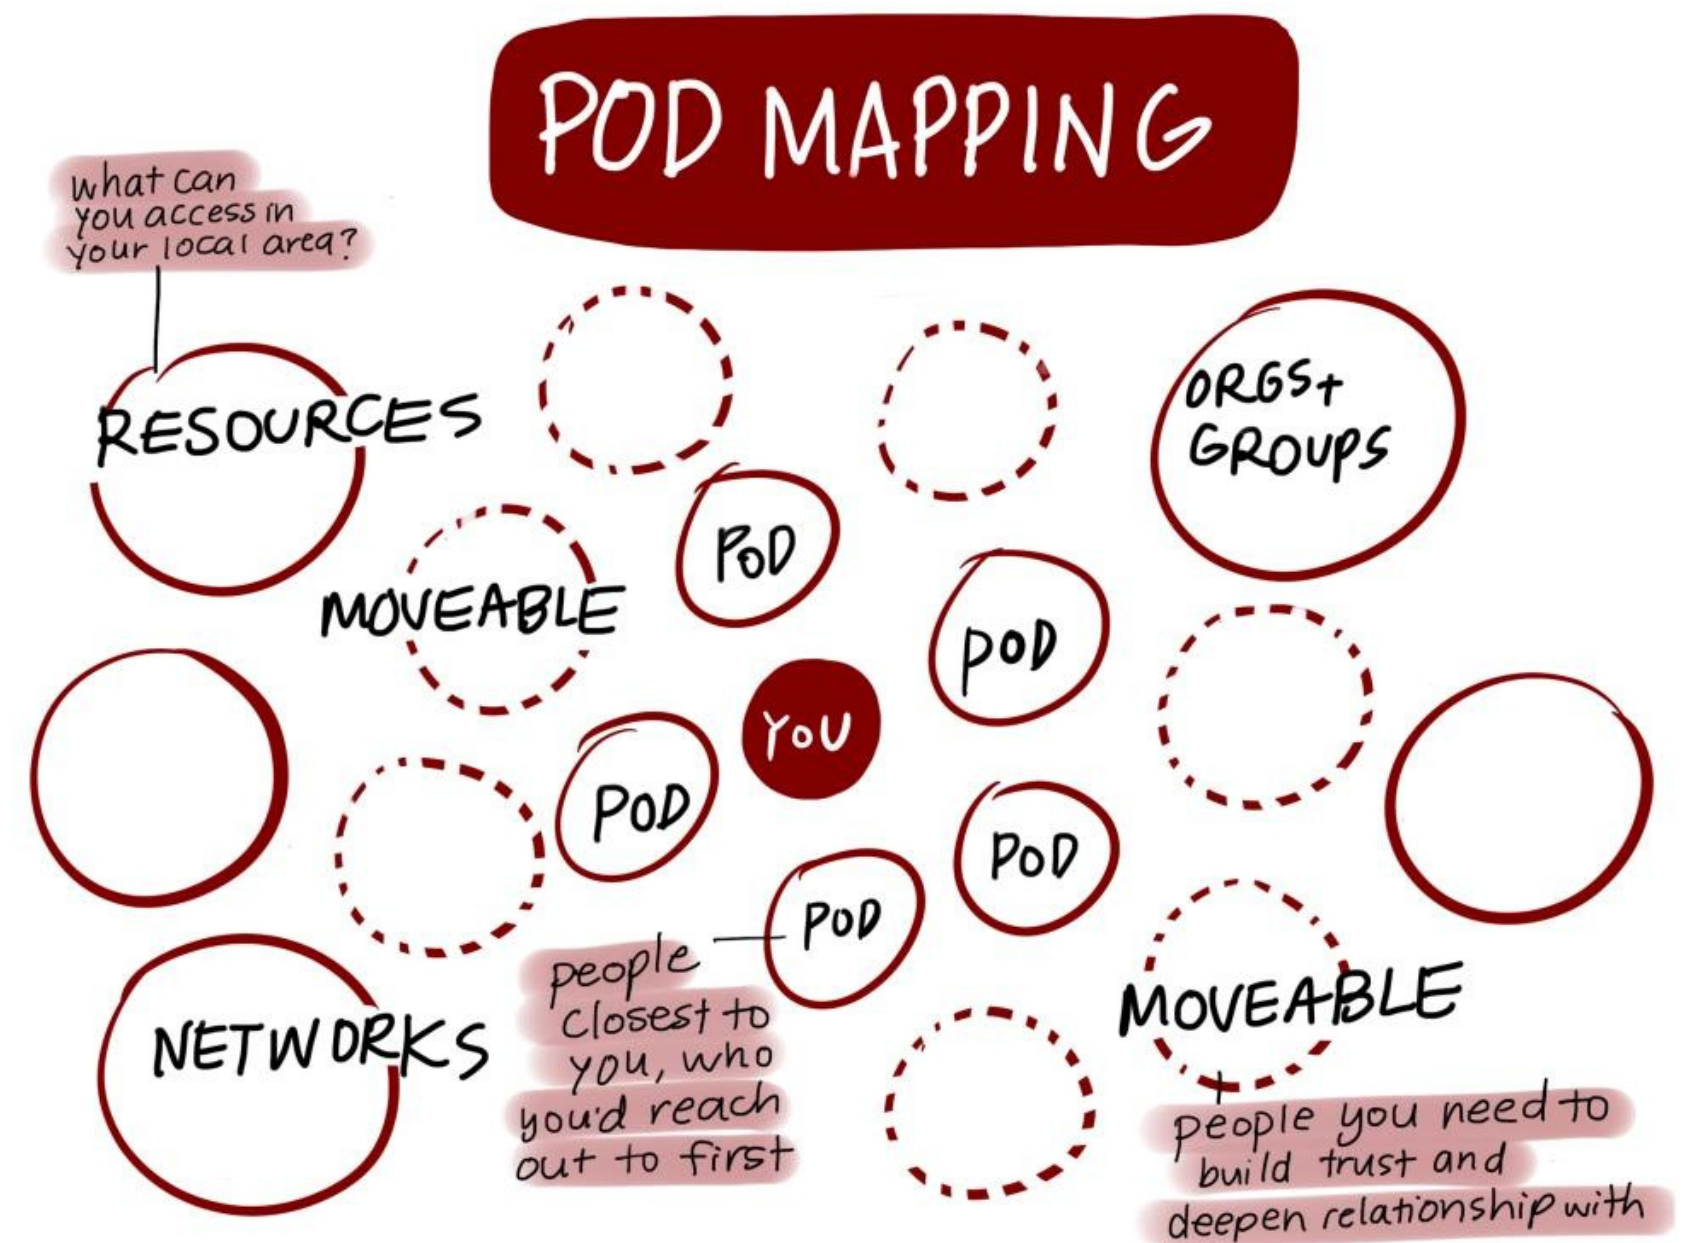 POD MAPPING
what can
you access in
your local area?
RESOURCES
ORGS+
GROUPS
POD
MOVEABLE
POD
YOU
POD
POD
POD
NETWORKS
people
closest to
you, who
you'd reach
out to first
MOVEABLE
people you need to
build trust and
deepen relationship with